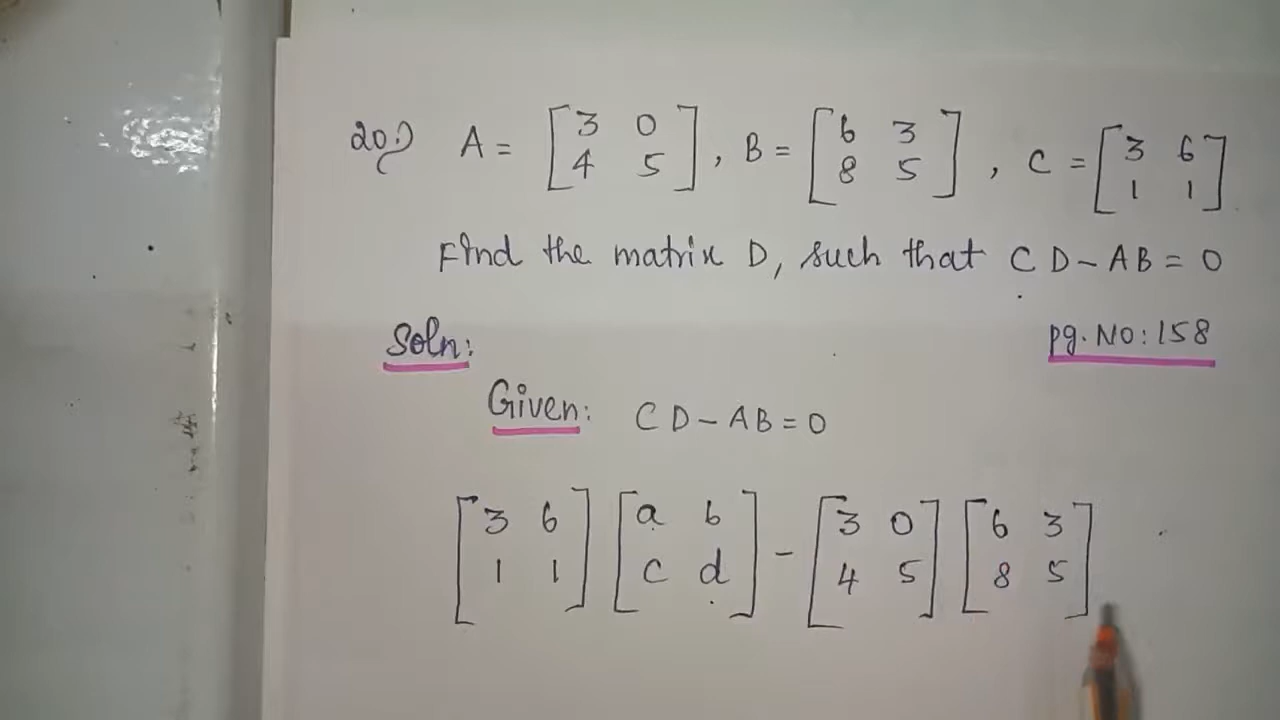 20.) A = [3 0 4 5], B = [6 3 8 5], C = [3 6 1 1]
Find the matrix D, such that CD - AB = 0
Soln: pg. NO: 158
Given: CD - AB = 0
[3 6 1 1] [a b c d] - [3 0 4 5] [6 3 8 5]